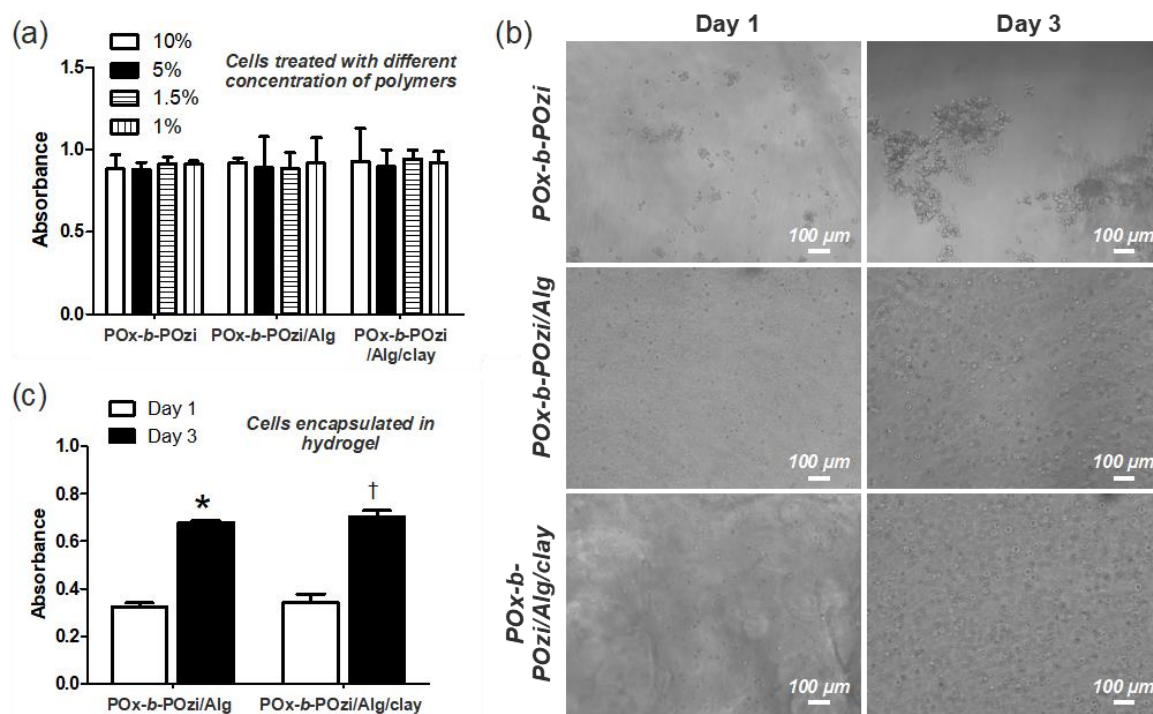 (a)
10%
5%
1.5%
1%
Cells treated with different
concentration of polymers
1.5
1.0
0.5
0.0
Absorbance
POx-b-POzi
POx-b-POzi/Alg
POx-b-POzi
/Alg/clay
(b)
Day 1
Day 3
POx-b-POzi
100 µm
100 µm
POx-b-POzi/Alg
100 µm
100 µm
POx-b-
POzi/Alg/clay
100 µm
100 µm
(c)
Day 1
Day 3
Cells encapsulated in
hydrogel
1.0
0.8
0.6
0.4
0.2
0.0
Absorbance
*
†
POx-b-POzi/Alg
POx-b-POzi/Alg/clay